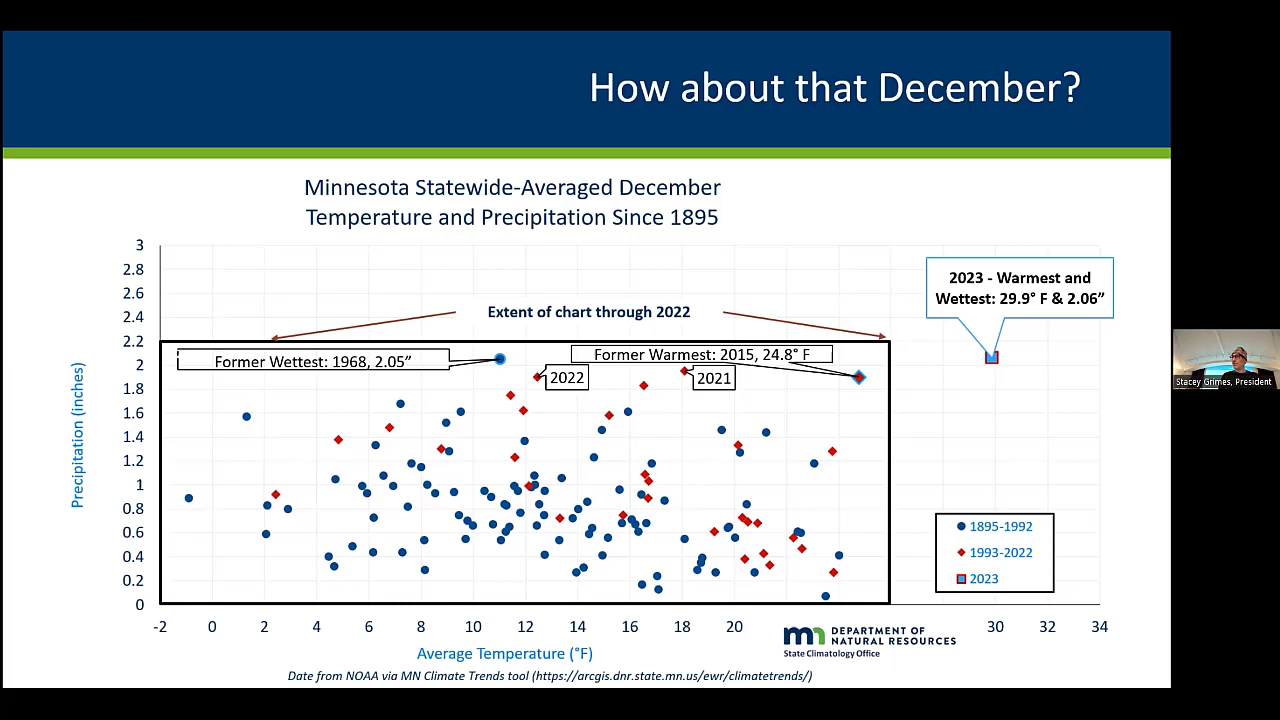 How about that December?
Minnesota Statewide-Averaged December
Temperature and Precipitation Since 1895
3
2.8
2.6
2.4
2.2
2
1.8
1.6
1.4
1.2
1
0.8
0.6
0.4
0.2
0
Precipitation (inches)
2023 - Warmest and
Wettest: 29.9° F & 2.06”
Extent of chart through 2022
Former Wettest: 1968, 2.05”
Former Warmest: 2015, 24.8° F
2022
2021
Stacey Grimes, President
1895-1992
1993-2022
2023
-2 0 2 4 6 8 10 12 14 16 18 20 30 32 34
Average Temperature (°F)
mn DEPARTMENT OF
NATURAL RESOURCES
State Climatology Office
Date from NOAA via MN Climate Trends tool (https://arcgis.dnr.state.mn.us/ewr/climatetrends/)